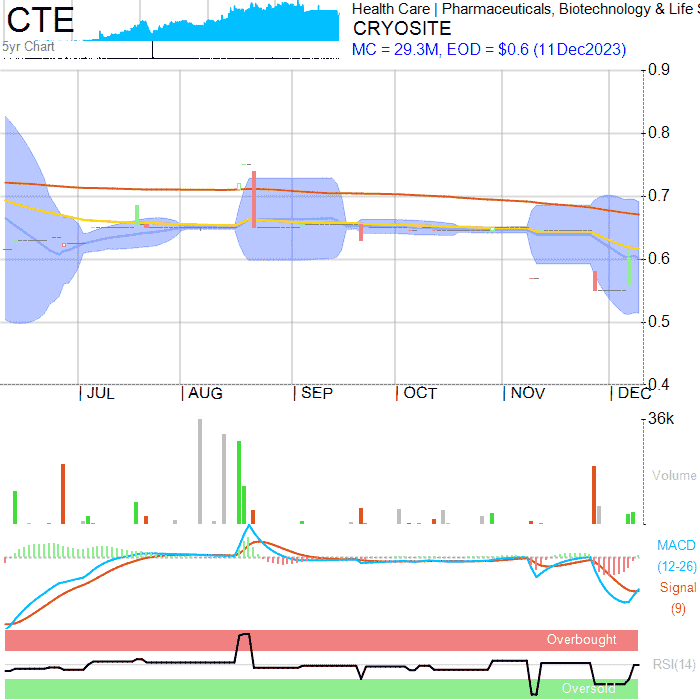 CTE
5yr Chart
Health Care | Pharmaceuticals, Biotechnology & Life S
CRYOSITE
MC = 29.3M, EOD = $0.6 (11Dec2023)
0.9
0.8
0.7
0.6
0.5
0.4
| JUL | AUG | SEP | OCT | NOV | DEC
36k
Volume
MACD
(12-26)
Signal
(9)
Overbought
RSI(14)
Oversold